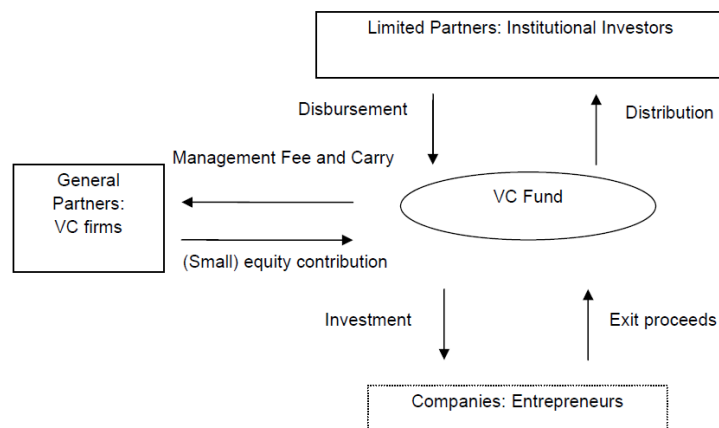 Limited Partners: Institutional Investors
Disbursement
Distribution
Management Fee and Carry
General
Partners:
VC firms
VC Fund
(Small) equity contribution
Investment
Exit proceeds
Companies: Entrepreneurs